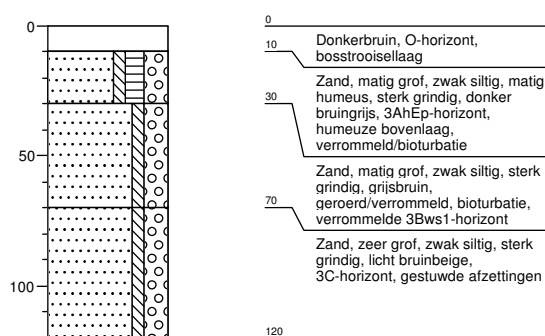 0
50
100
0
10
Donkerbruin, O-horizont,
bosstrooisellaag
30
Zand, matig grof, zwak siltig, matig
humeus, sterk grindig, donker
bruingrijs, 3AhEp-horizont,
humeuze bovenlaag,
verrommeld/bioturbatie
70
Zand, matig grof, zwak siltig, sterk
grindig, grijsbruin,
geroerd/verrommeld, bioturbatie,
verrommelde 3Bws1-horizont
Zand, zeer grof, zwak siltig, sterk
grindig, licht bruinbeige,
3C-horizont, gestuwde afzettingen
120